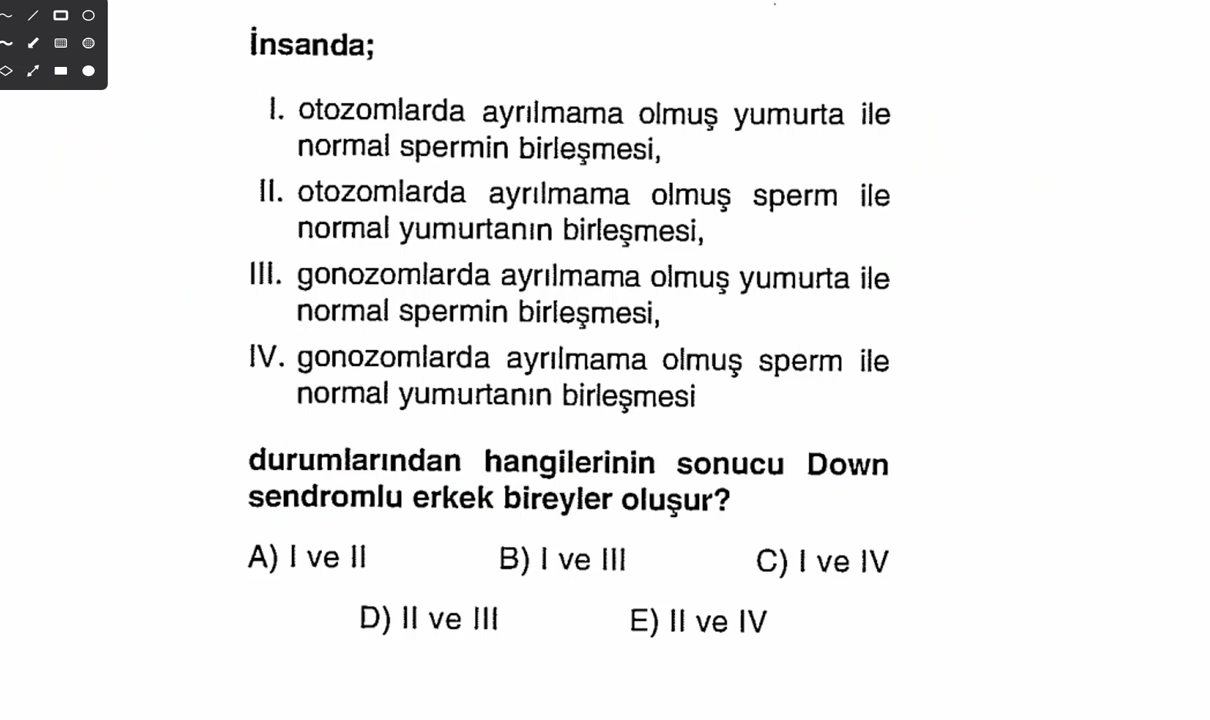 İnsanda;
I. otozomlarda ayrılmama olmuş yumurta ile
normal spermin birleşmesi,
II. otozomlarda ayrılmama olmuş sperm ile
normal yumurtanın birleşmesi,
III. gonozomlarda ayrılmama olmuş yumurta ile
normal spermin birleşmesi,
IV. gonozomlarda ayrılmama olmuş sperm ile
normal yumurtanın birleşmesi
durumlarından hangilerinin sonucu Down
sendromlu erkek bireyler oluşur?
A) I ve II B) I ve III C) I ve IV
D) II ve III E) II ve IV